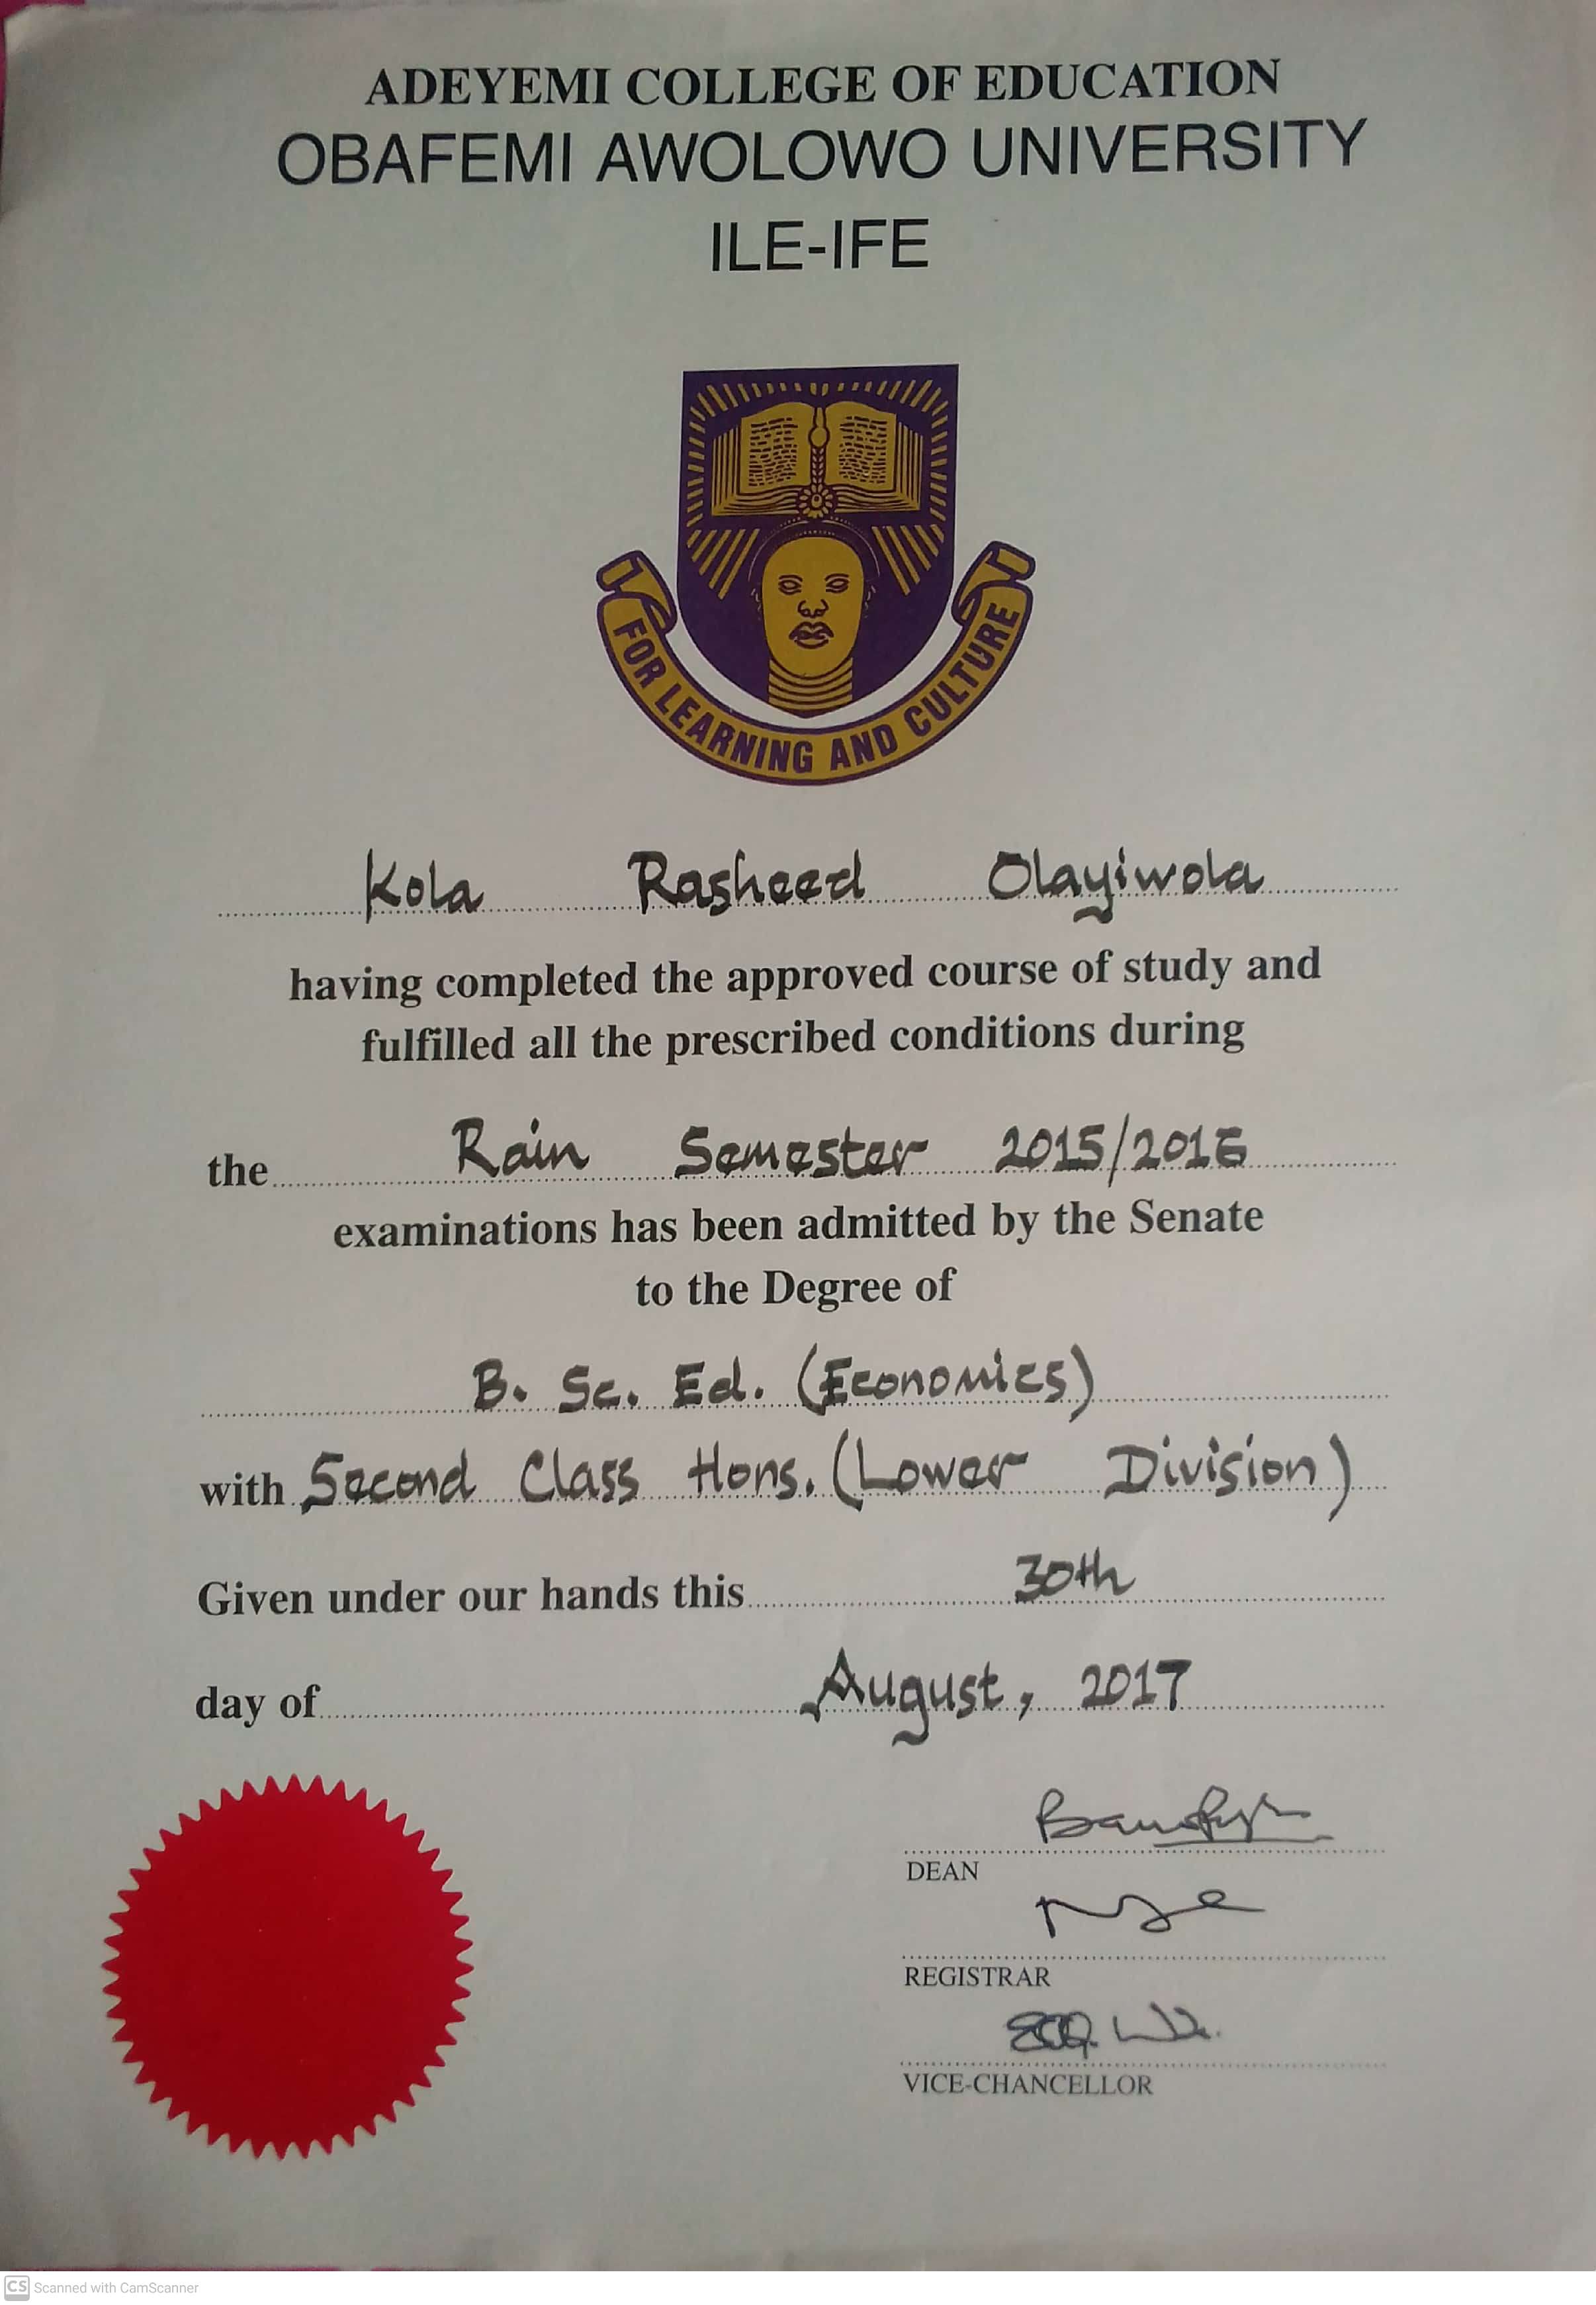 ADEYEMI COLLEGE OF EDUCATION
OBAFEMI AWOLOWO UNIVERSITY
ILE-IFE
FOR LEARNING AND CULTURE
Kola Rasheed Olayiwola
having completed the approved course of study and
fulfilled all the prescribed conditions during
the Rain Semester 2015/2016
examinations has been admitted by the Senate
to the Degree of
B. Sc. Ed. (Economics)
with Second Class Hons. (Lower Division)
Given under our hands this 30th
day of August, 2017
DEAN
REGISTRAR
VICE-CHANCELLOR
CS Scanned with CamScanner